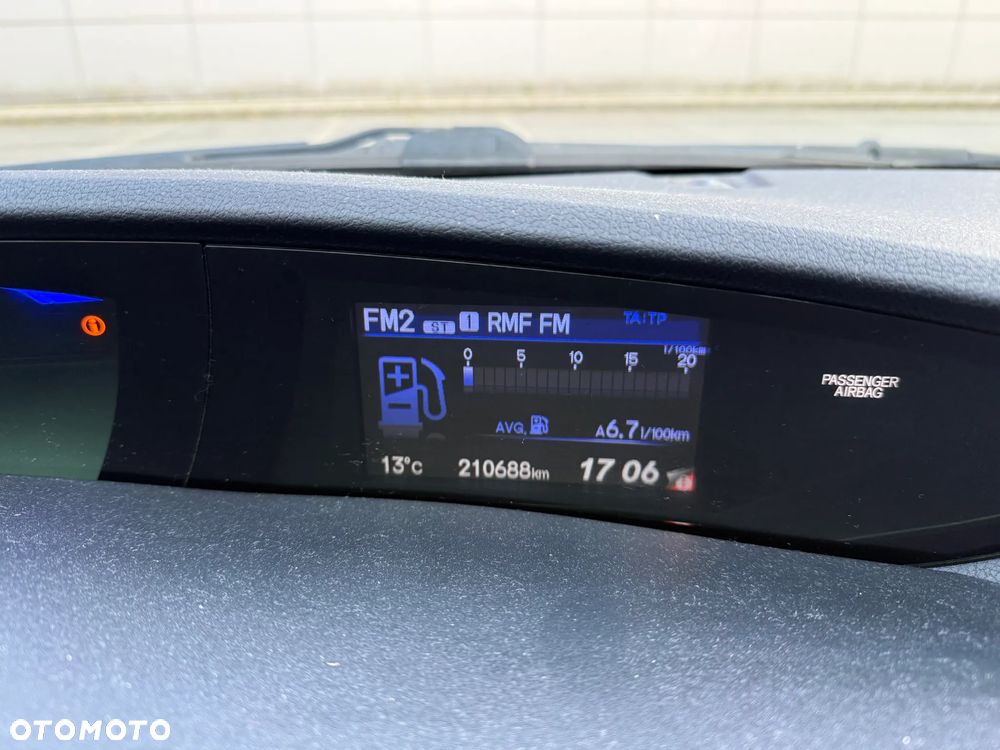 FM2 ST i RMF FM TA:TP
l/100km
0 5 10 15 20
AVG. A6.7 l/100km
13°C 210688km 17 06
PASSENGER
AIRBAG
OTOMOTO